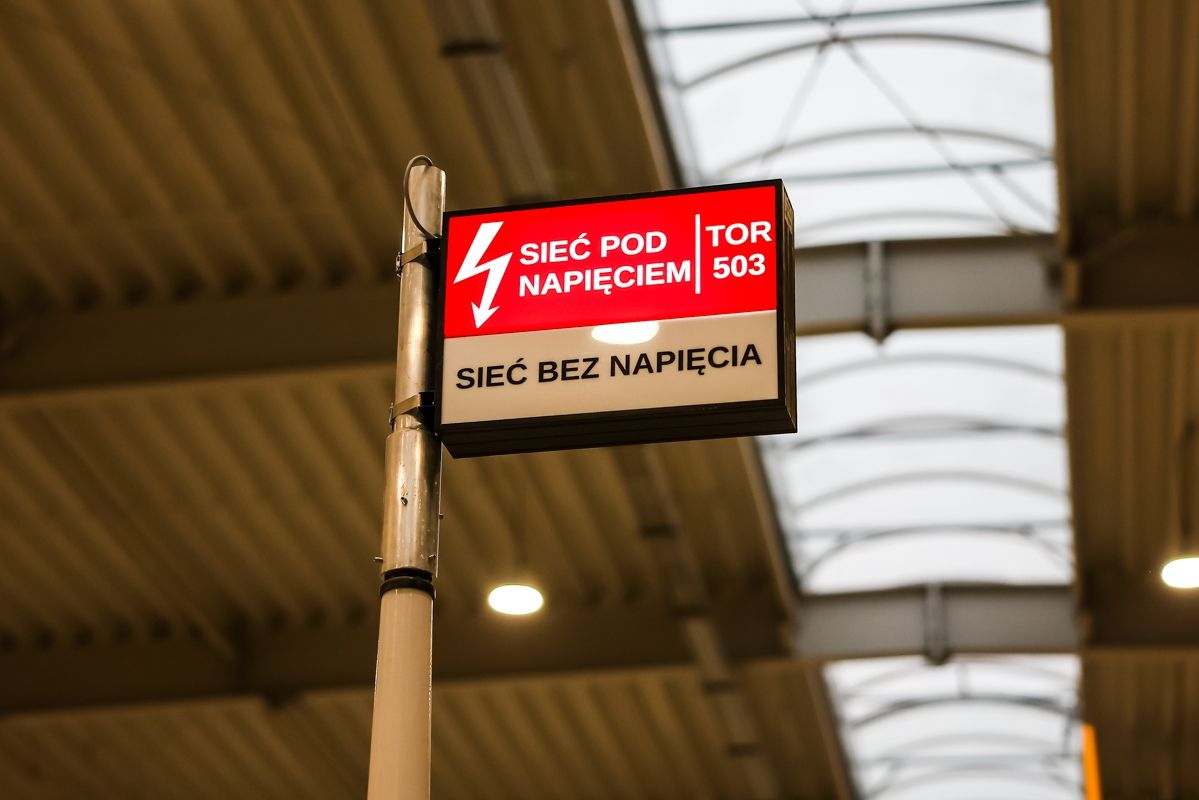 SIEĆ POD
NAPIĘCIEM
TOR
503
SIEĆ BEZ NAPIĘCIA